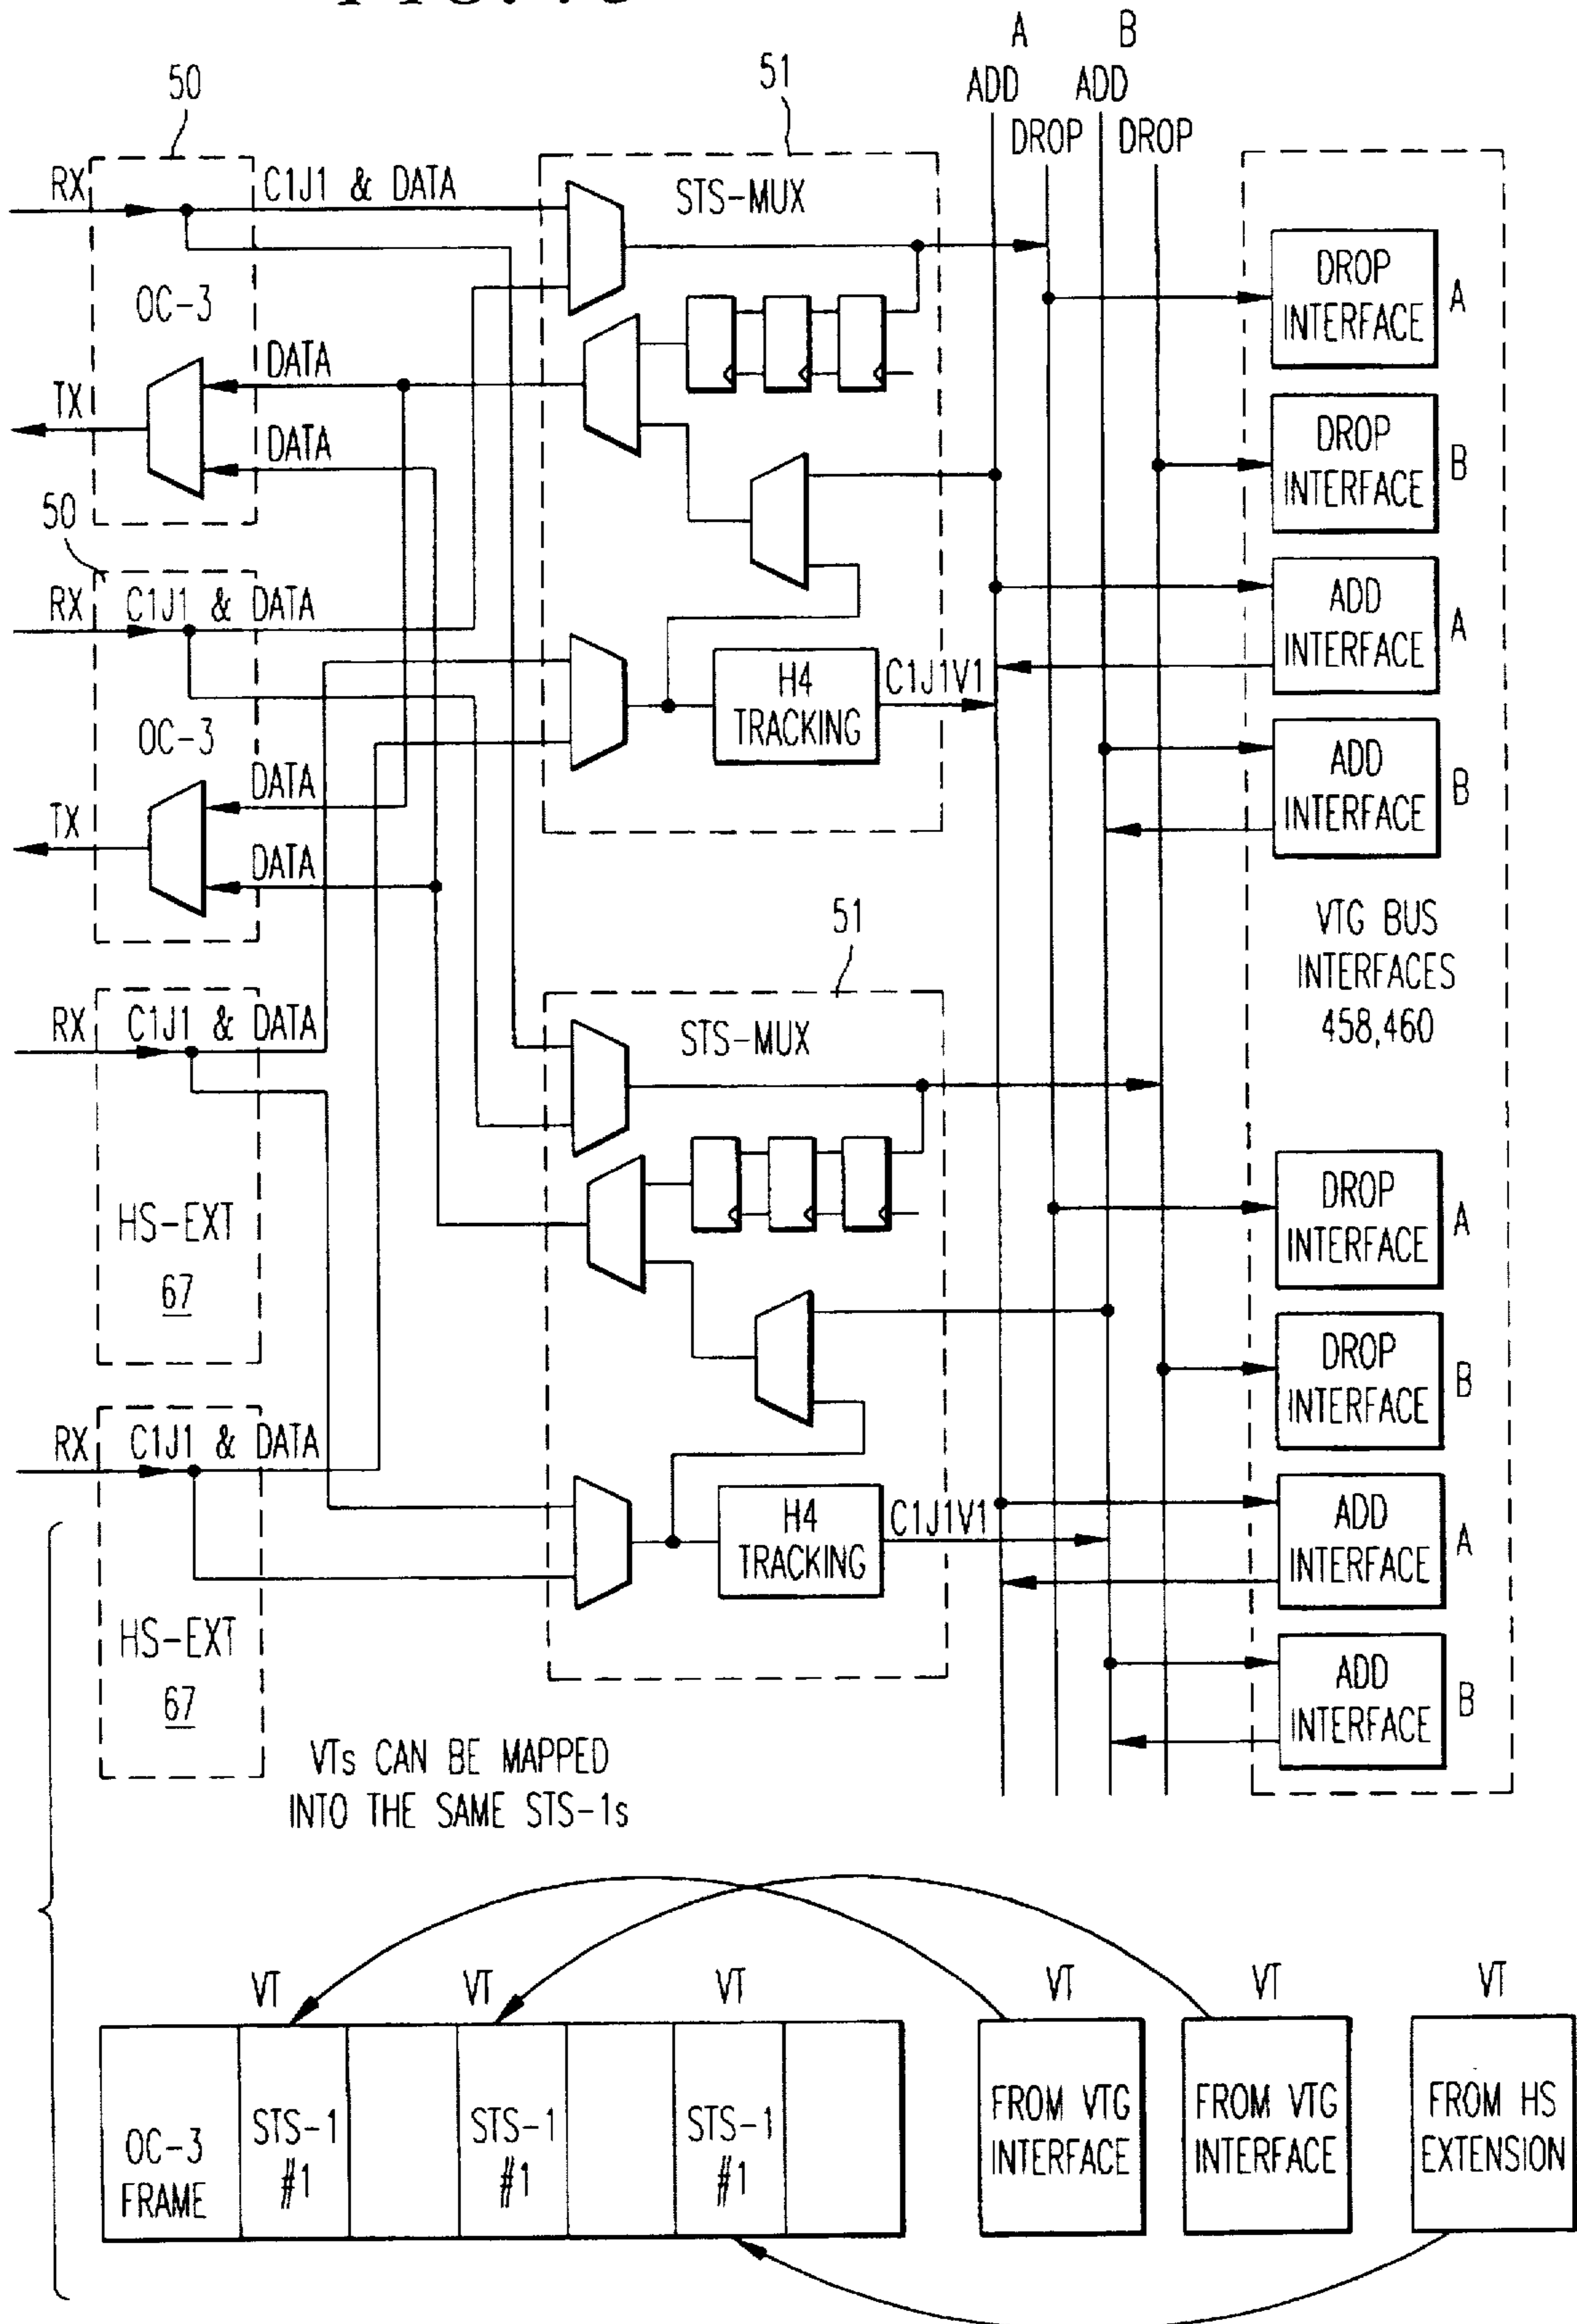 A
B
ADD
ADD
DROP
DROP
50
51
RX
C1J1 & DATA
STS-MUX
OC-3
DATA
TX
DATA
DROP
INTERFACE
A
DROP
INTERFACE
B
ADD
INTERFACE
A
ADD
INTERFACE
B
50
RX
C1J1 & DATA
OC-3
DATA
TX
DATA
H4
TRACKING
C1J1V1
VTG BUS
INTERFACES
458,460
51
RX
C1J1 & DATA
STS-MUX
HS-EXT
67
DROP
INTERFACE
A
DROP
INTERFACE
B
ADD
INTERFACE
A
ADD
INTERFACE
B
RX
C1J1 & DATA
H4
TRACKING
C1J1V1
HS-EXT
67
VTs CAN BE MAPPED
INTO THE SAME STS-1s
VT
VT
VT
VT
VT
VT
OC-3
FRAME
STS-1
#1
STS-1
#1
STS-1
#1
FROM VTG
INTERFACE
FROM VTG
INTERFACE
FROM HS
EXTENSION